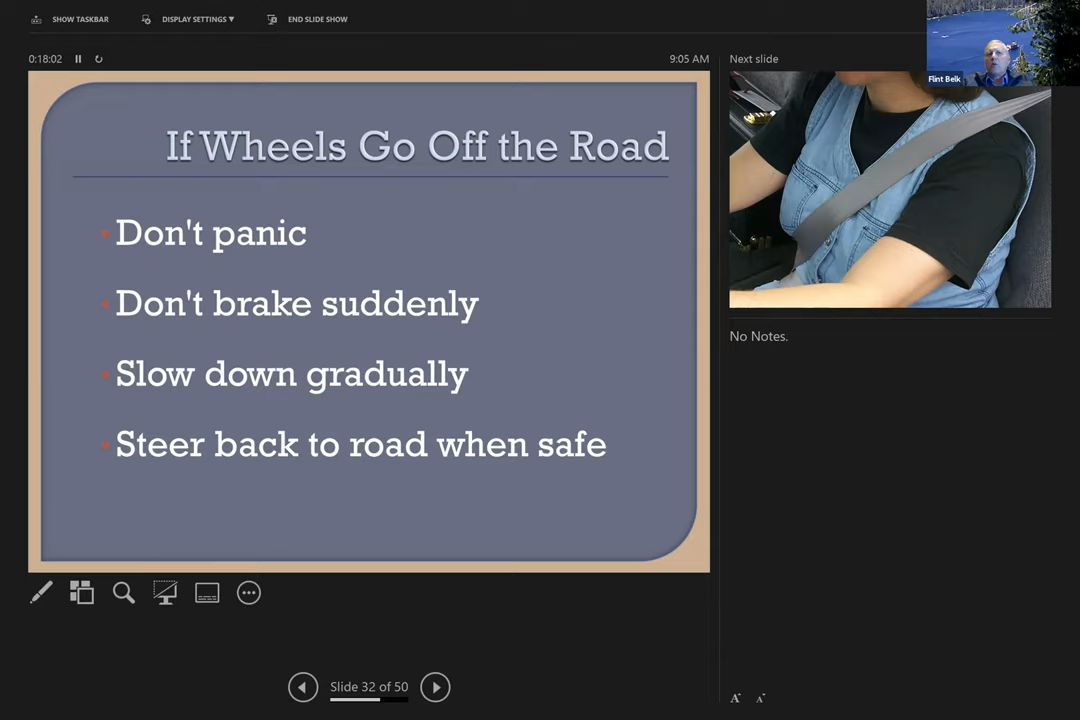 SHOW TASKBAR
DISPLAY SETTINGS ▼
END SLIDE SHOW
0:18:02
9:05 AM
Next slide
Flint Belk
If Wheels Go Off the Road
• Don't panic
• Don't brake suddenly
• Slow down gradually
• Steer back to road when safe
No Notes.
Slide 32 of 50
A
A